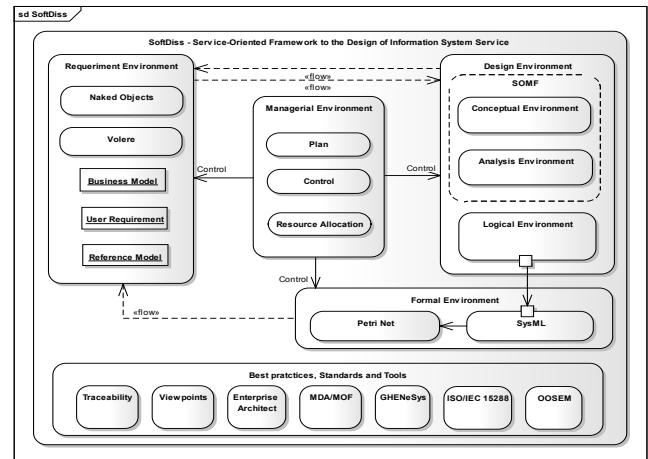 sd SoftDiss
SoftDiss - Service-Oriented Framework to the Design of Information System Service
Requeriment Environment
Naked Objects
Volere
Business Model
User Requirement
Reference Model
«flow»
«flow»
Managerial Environment
Plan
Control
Resource Allocation
Control
Control
Control
Design Environment
SOMF
Conceptual Environment
Analysis Environment
Logical Environment
«flow»
Formal Environment
Petri Net
SysML
Best pratctices, Standards and Tools
Traceability
Viewpoints
Enterprise
Architect
MDA/MOF
GHENeSys
ISO/IEC 15288
OOSEM